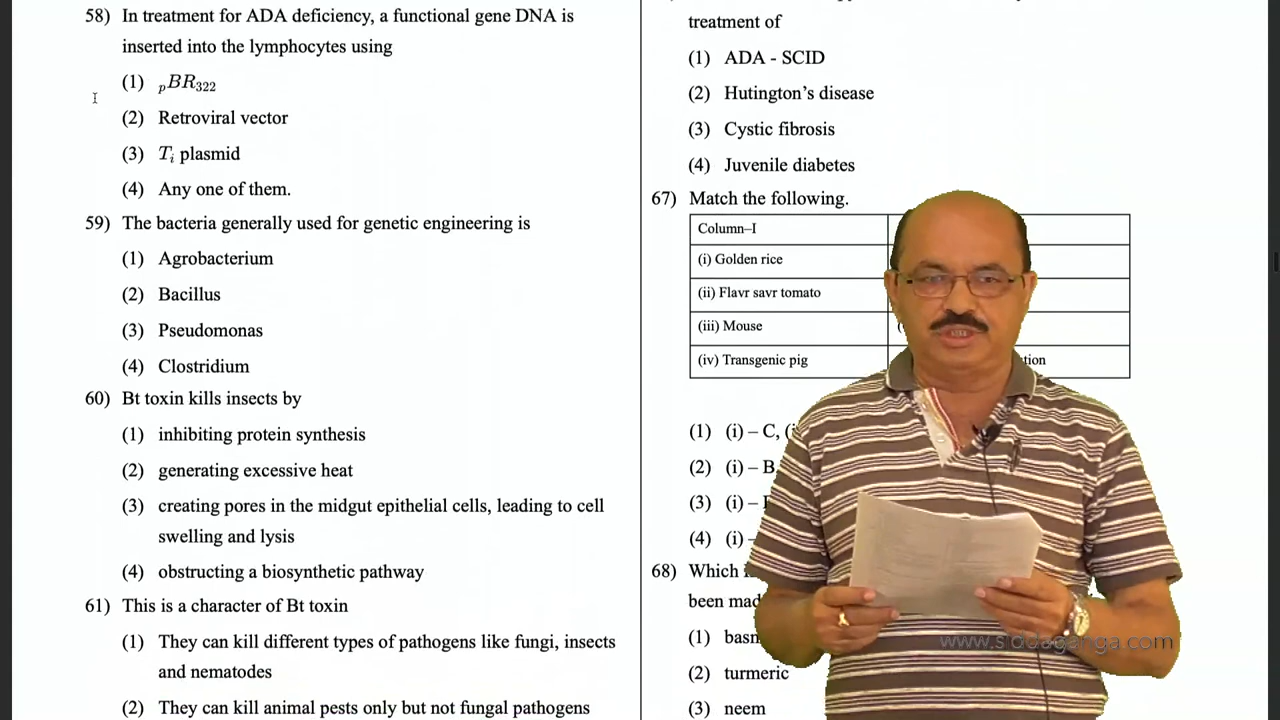 58) In treatment for ADA deficiency, a functional gene DNA is
inserted into the lymphocytes using
(1) pBR322
(2) Retroviral vector
(3) Ti plasmid
(4) Any one of them.
59) The bacteria generally used for genetic engineering is
(1) Agrobacterium
(2) Bacillus
(3) Pseudomonas
(4) Clostridium
60) Bt toxin kills insects by
(1) inhibiting protein synthesis
(2) generating excessive heat
(3) creating pores in the midgut epithelial cells, leading to cell
swelling and lysis
(4) obstructing a biosynthetic pathway
61) This is a character of Bt toxin
(1) They can kill different types of pathogens like fungi, insects
and nematodes
(2) They can kill animal pests only but not fungal pathogens
treatment of
(1) ADA - SCID
(2) Hutington’s disease
(3) Cystic fibrosis
(4) Juvenile diabetes
67) Match the following.
Column–I
(i) Golden rice
(ii) Flavr savr tomato
(iii) Mouse
(iv) Transgenic pig
(1) (i) – C,
(2) (i) – B
(3) (i) –
(4) (i)
68) Which
been
(1)
(2) turmeric
(3) neem
www.siddaganga.com